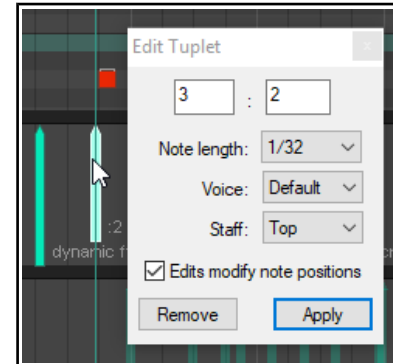 Edit Tuplet
3 : 2
Note length: 1/32
Voice: Default
:2
Staff: Top
dynamic f
Edits modify note positions
Remove Apply